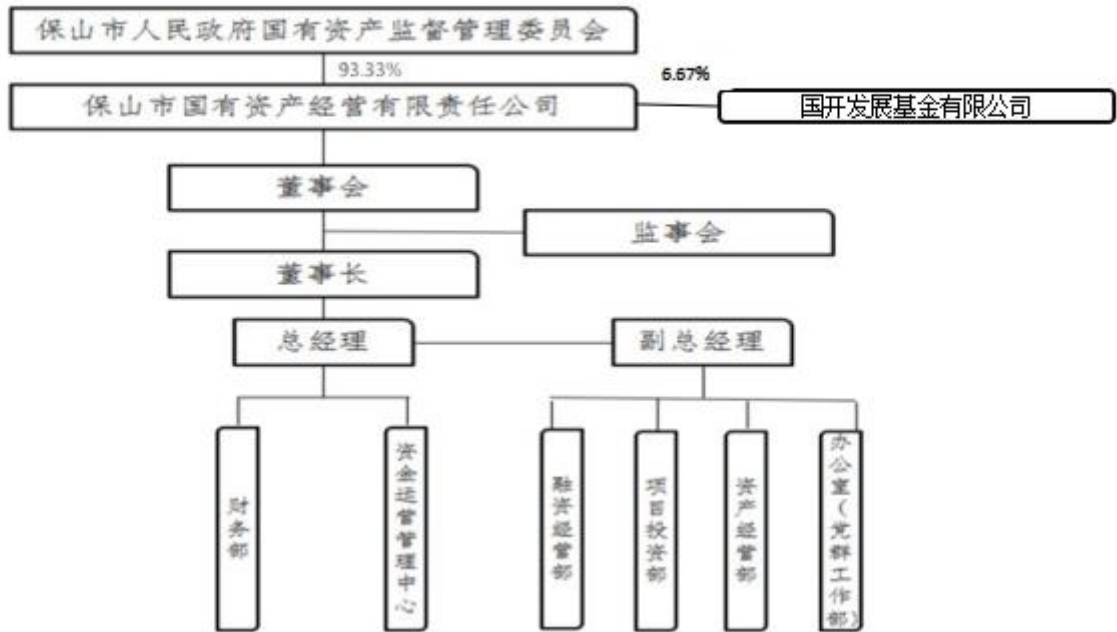 保山市人民政府国有资产监督管理委员会
93.33%
6.67%
保山市国有资产经营有限责任公司
国开发展基金有限公司
董事会
监事会
董事长
总经理
副总经理
财务部
资金运营管理中
融资经营部
项目投资部
资产经营部
办公室（党群工作部）